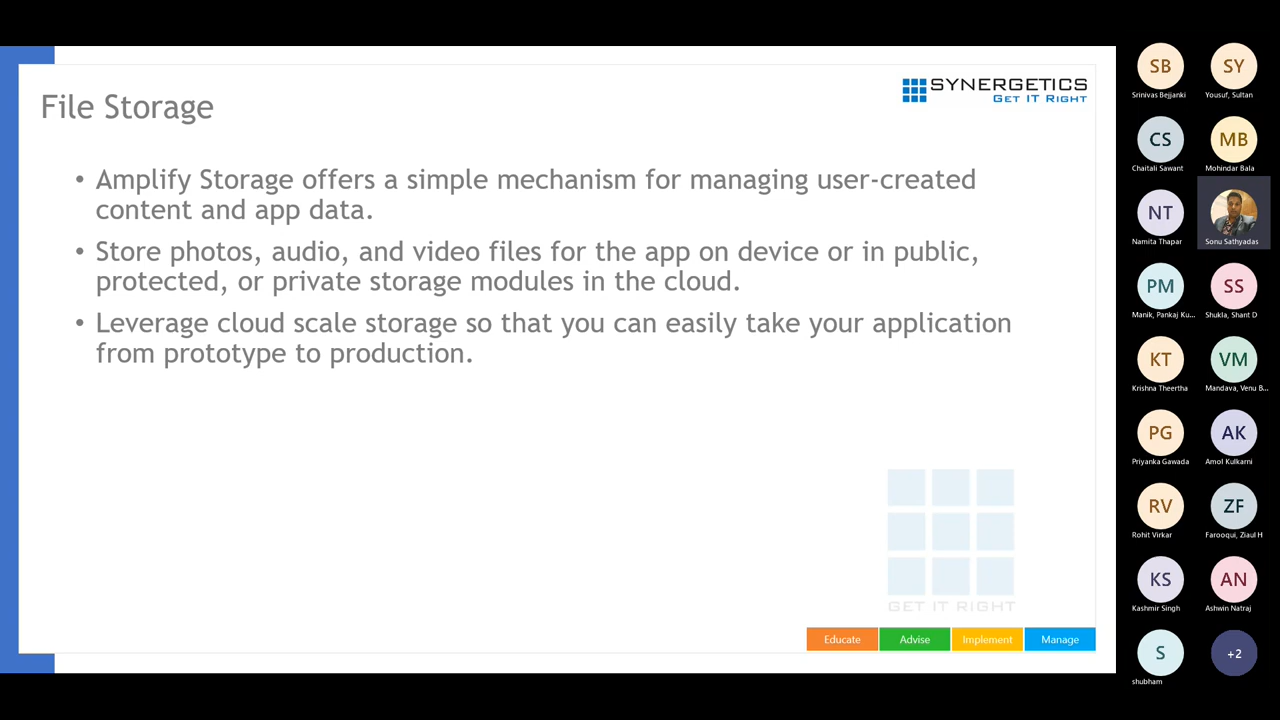 File Storage
SYNERGETICS
GET IT RIGHT
• Amplify Storage offers a simple mechanism for managing user-created
content and app data.
• Store photos, audio, and video files for the app on device or in public,
protected, or private storage modules in the cloud.
• Leverage cloud scale storage so that you can easily take your application
from prototype to production.
GET IT RIGHT
Educate Advise Implement Manage
SB SY
Srinivas Bejjanki Yousuf, Sultan
CS MB
Chaitali Sawant Mohindar Bala
NT
Namita Thapar Sonu Sathyadas
PM SS
Manik, Pankaj Ku... Shukla, Shant D
KT VM
Krishna Theertha Mandava, Venu B...
PG AK
Priyanka Gawada Amol Kulkarni
RV ZF
Rohit Virkar Farooqui, Ziaul H
KS AN
Kashmir Singh Ashwin Natraj
S +2
shubham